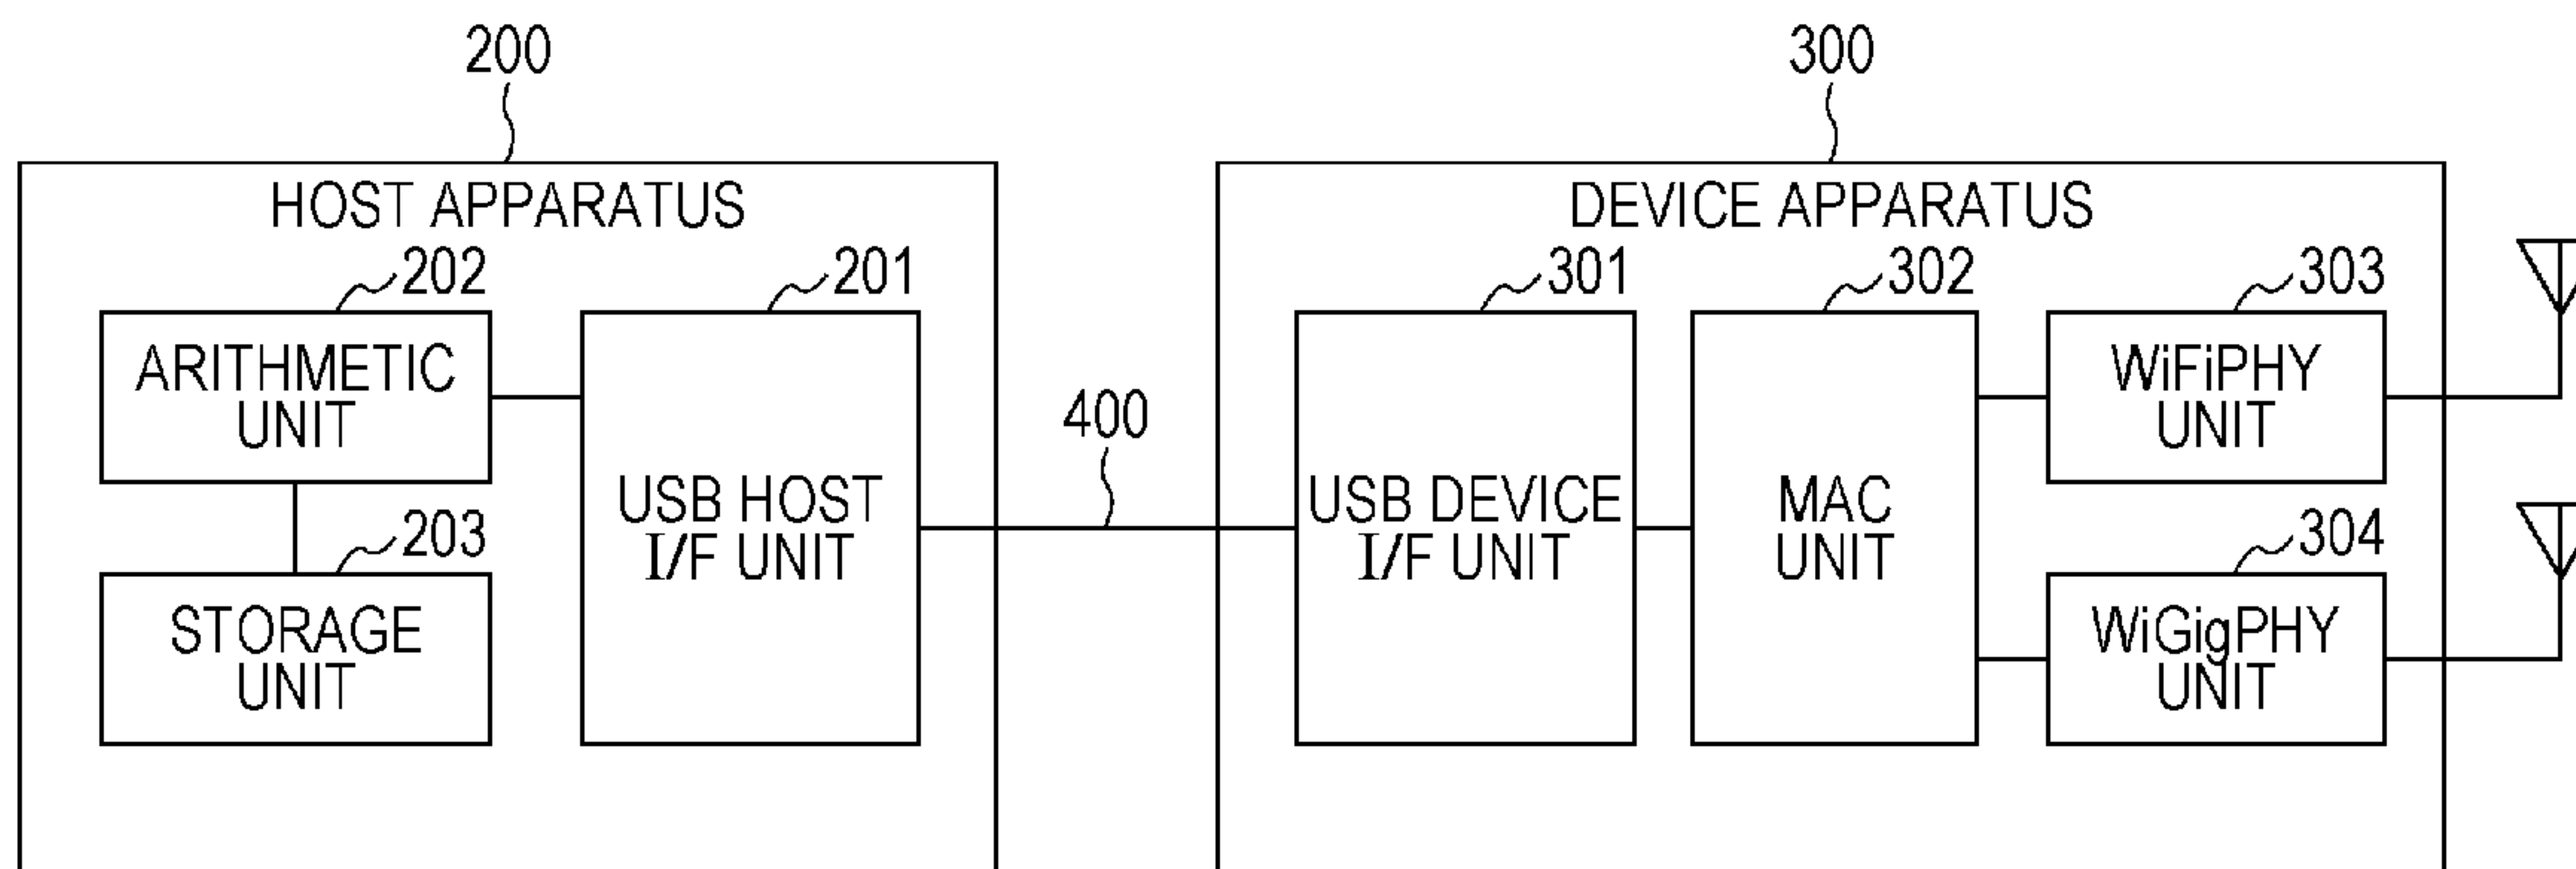 200
300
HOST APPARATUS
DEVICE APPARATUS
202
201
301
302
303
ARITHMETIC
UNIT
WiFiPHY
UNIT
400
USB HOST
I/F UNIT
USB DEVICE
I/F UNIT
MAC
UNIT
203
304
STORAGE
UNIT
WiGigPHY
UNIT